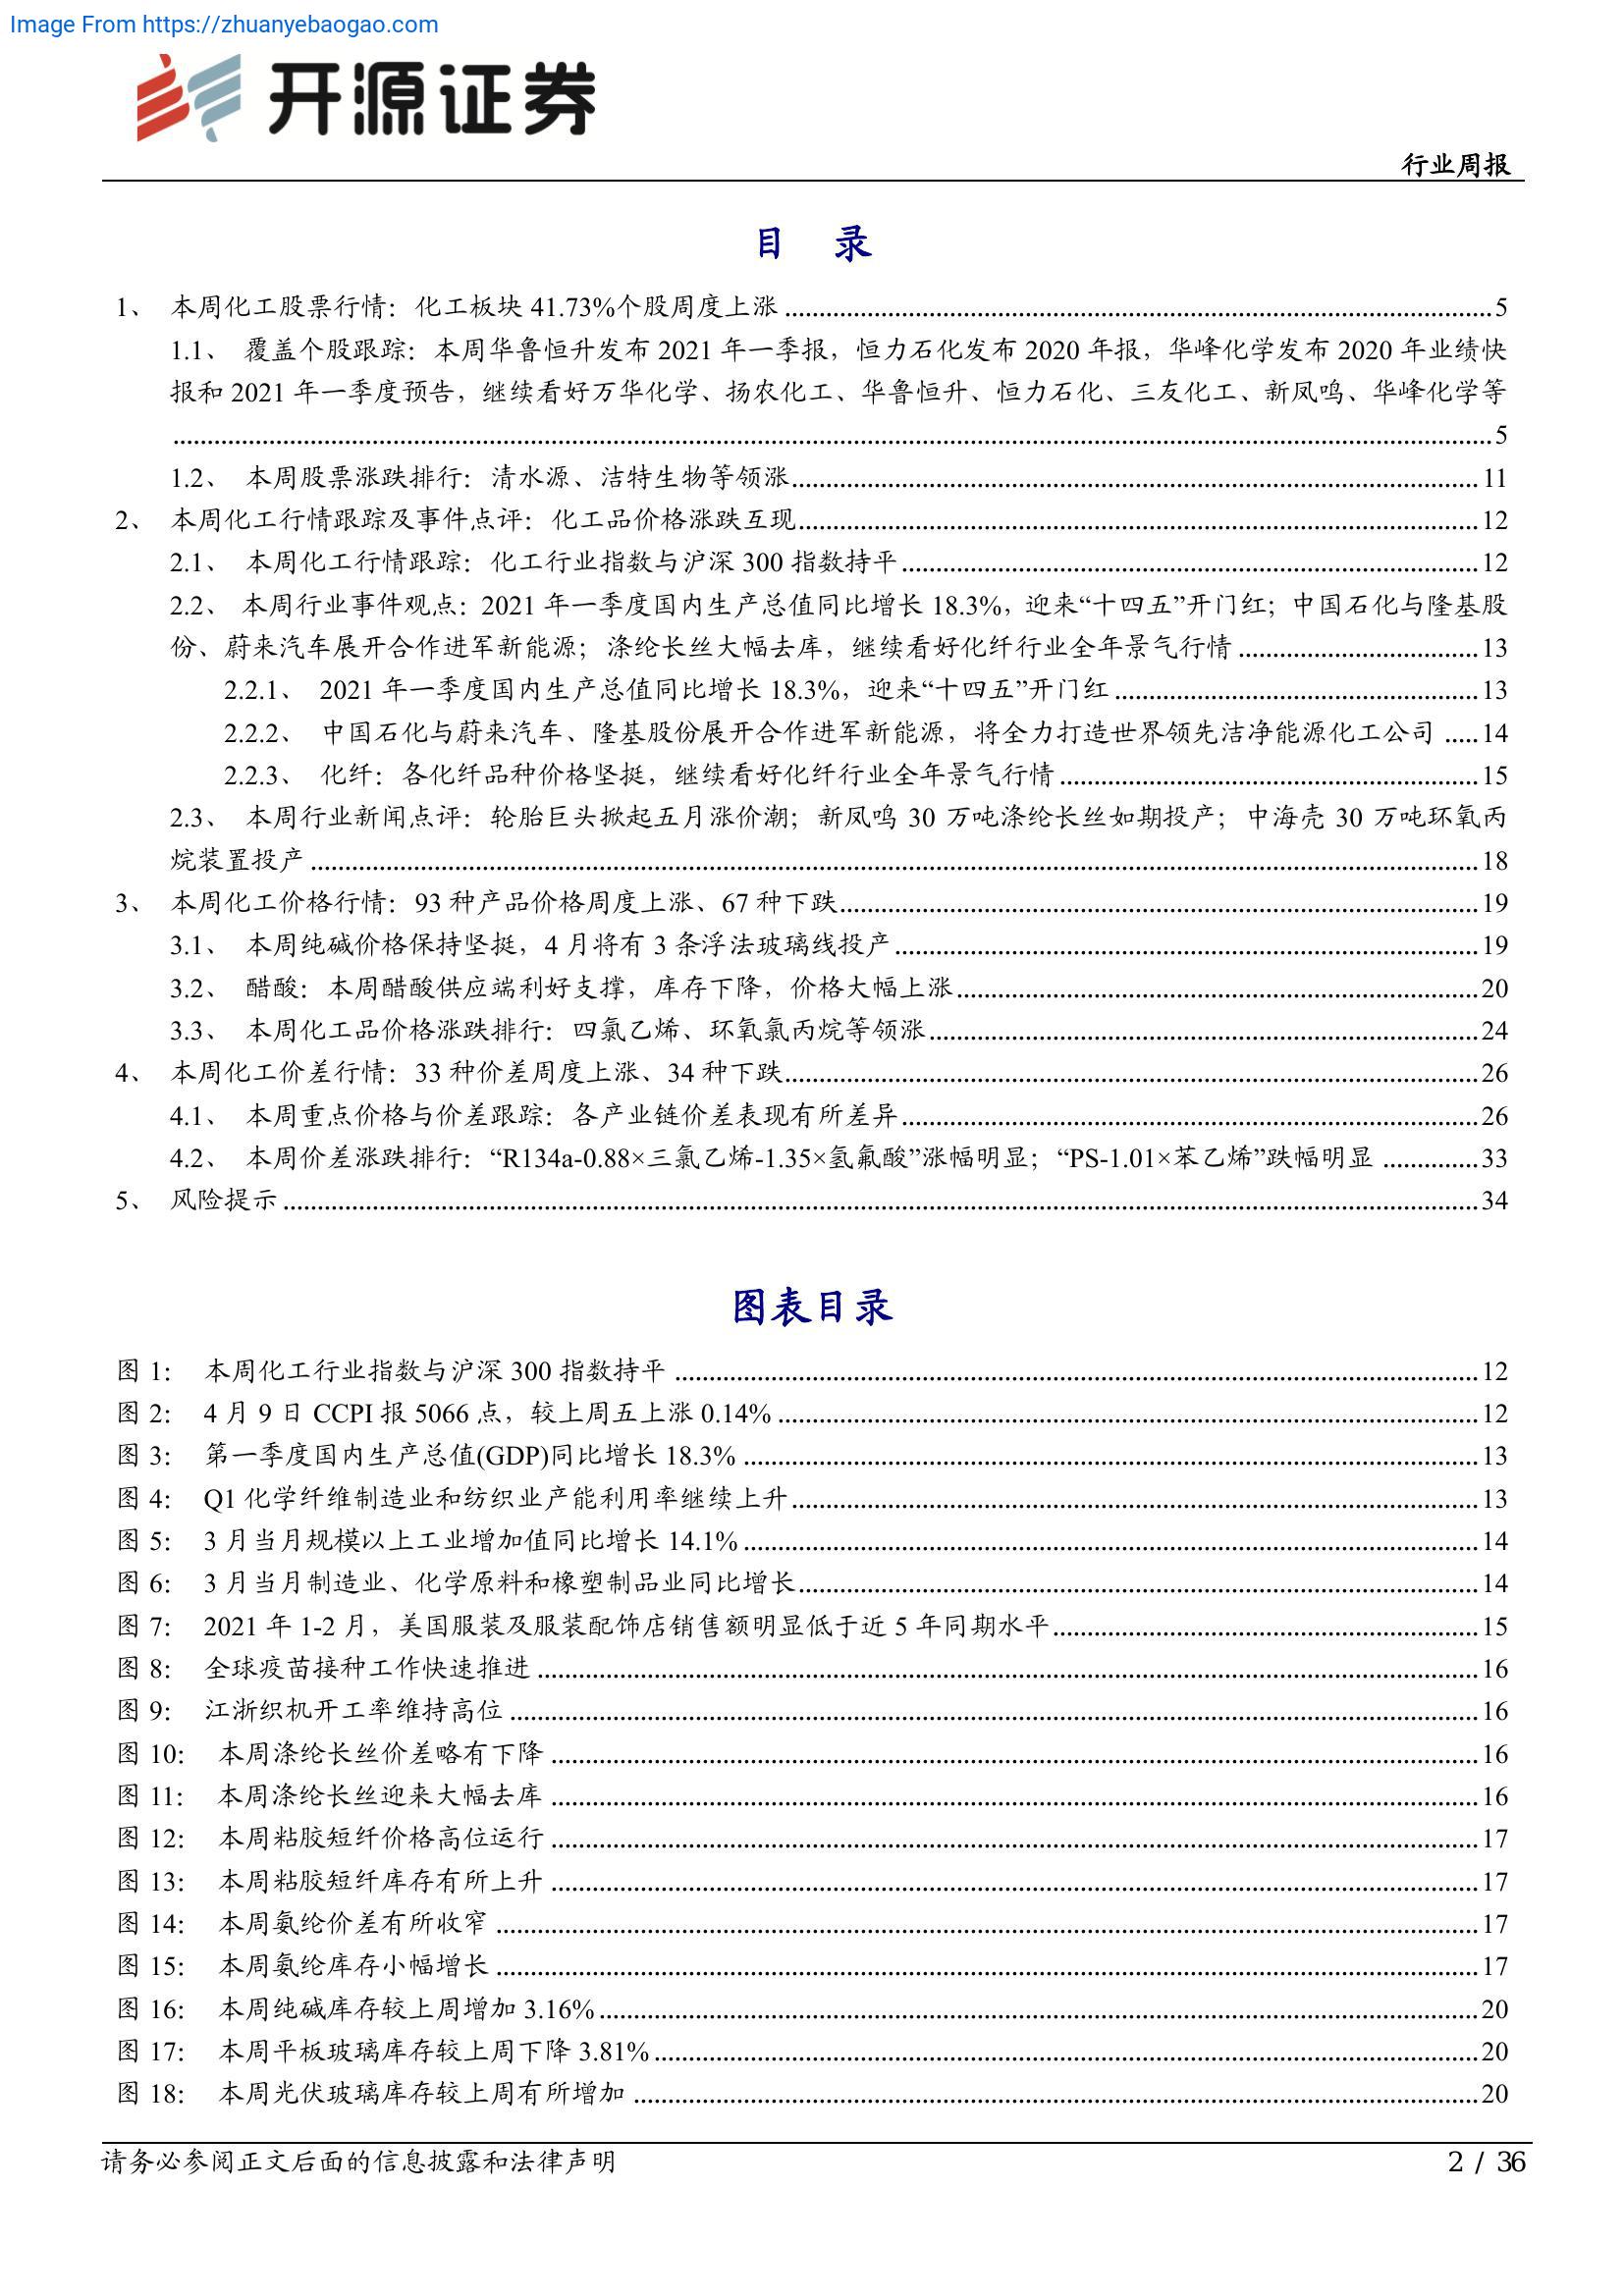 Image From https://zhuanyebaogao.com
开源证券
行业周报
目 录
1、 本周化工股票行情：化工板块 41.73%个股周度上涨 ........ 5
1.1、 覆盖个股跟踪：本周华鲁恒升发布 2021 年一季报，恒力石化发布 2020 年报，华峰化学发布 2020 年业绩快
报和 2021 年一季度预告，继续看好万华化学、扬农化工、华鲁恒升、恒力石化、三友化工、新凤鸣、华峰化学等
........ 5
1.2、 本周股票涨跌排行：清水源、洁特生物等领涨........ 11
2、 本周化工行情跟踪及事件点评：化工品价格涨跌互现........ 12
2.1、 本周化工行情跟踪：化工行业指数与沪深 300 指数持平........ 12
2.2、 本周行业事件观点：2021 年一季度国内生产总值同比增长 18.3%，迎来“十四五”开门红；中国石化与隆基股
份、蔚来汽车展开合作进军新能源；涤纶长丝大幅去库，继续看好化纤行业全年景气行情 ........ 13
2.2.1、 2021 年一季度国内生产总值同比增长 18.3%，迎来“十四五”开门红 ........ 13
2.2.2、 中国石化与蔚来汽车、隆基股份展开合作进军新能源，将全力打造世界领先洁净能源化工公司 ..... 14
2.2.3、 化纤：各化纤品种价格坚挺，继续看好化纤行业全年景气行情 ........ 15
2.3、 本周行业新闻点评：轮胎巨头掀起五月涨价潮；新凤鸣 30 万吨涤纶长丝如期投产；中海壳 30 万吨环氧丙
烷装置投产 ........ 18
3、 本周化工价格行情：93 种产品价格周度上涨、67 种下跌........ 19
3.1、 本周纯碱价格保持坚挺，4 月将有 3 条浮法玻璃线投产 ........ 19
3.2、 醋酸：本周醋酸供应端利好支撑，库存下降，价格大幅上涨........ 20
3.3、 本周化工品价格涨跌排行：四氯乙烯、环氧氯丙烷等领涨........ 24
4、 本周化工价差行情：33 种价差周度上涨、34 种下跌........ 26
4.1、 本周重点价格与价差跟踪：各产业链价差表现有所差异........ 26
4.2、 本周价差涨跌排行：“R134a-0.88×三氯乙烯-1.35×氢氟酸”涨幅明显；“PS-1.01×苯乙烯”跌幅明显 ........ 33
5、 风险提示 ........ 34
图表目录
图 1： 本周化工行业指数与沪深 300 指数持平 ........ 12
图 2： 4 月 9 日 CCPI 报 5066 点，较上周五上涨 0.14% ........ 12
图 3： 第一季度国内生产总值(GDP)同比增长 18.3% ........ 13
图 4： Q1 化学纤维制造业和纺织业产能利用率继续上升........ 13
图 5： 3 月当月规模以上工业增加值同比增长 14.1% ........ 14
图 6： 3 月当月制造业、化学原料和橡塑制品业同比增长........ 14
图 7： 2021 年 1-2 月，美国服装及服装配饰店销售额明显低于近 5 年同期水平........ 15
图 8： 全球疫苗接种工作快速推进 ........ 16
图 9： 江浙织机开工率维持高位 ........ 16
图 10： 本周涤纶长丝价差略有下降 ........ 16
图 11： 本周涤纶长丝迎来大幅去库 ........ 16
图 12： 本周粘胶短纤价格高位运行 ........ 17
图 13： 本周粘胶短纤库存有所上升 ........ 17
图 14： 本周氨纶价差有所收窄 ........ 17
图 15： 本周氨纶库存小幅增长 ........ 17
图 16： 本周纯碱库存较上周增加 3.16% ........ 20
图 17： 本周平板玻璃库存较上周下降 3.81% ........ 20
图 18： 本周光伏玻璃库存较上周有所增加 ........ 20
请务必参阅正文后面的信息披露和法律声明
2 / 36